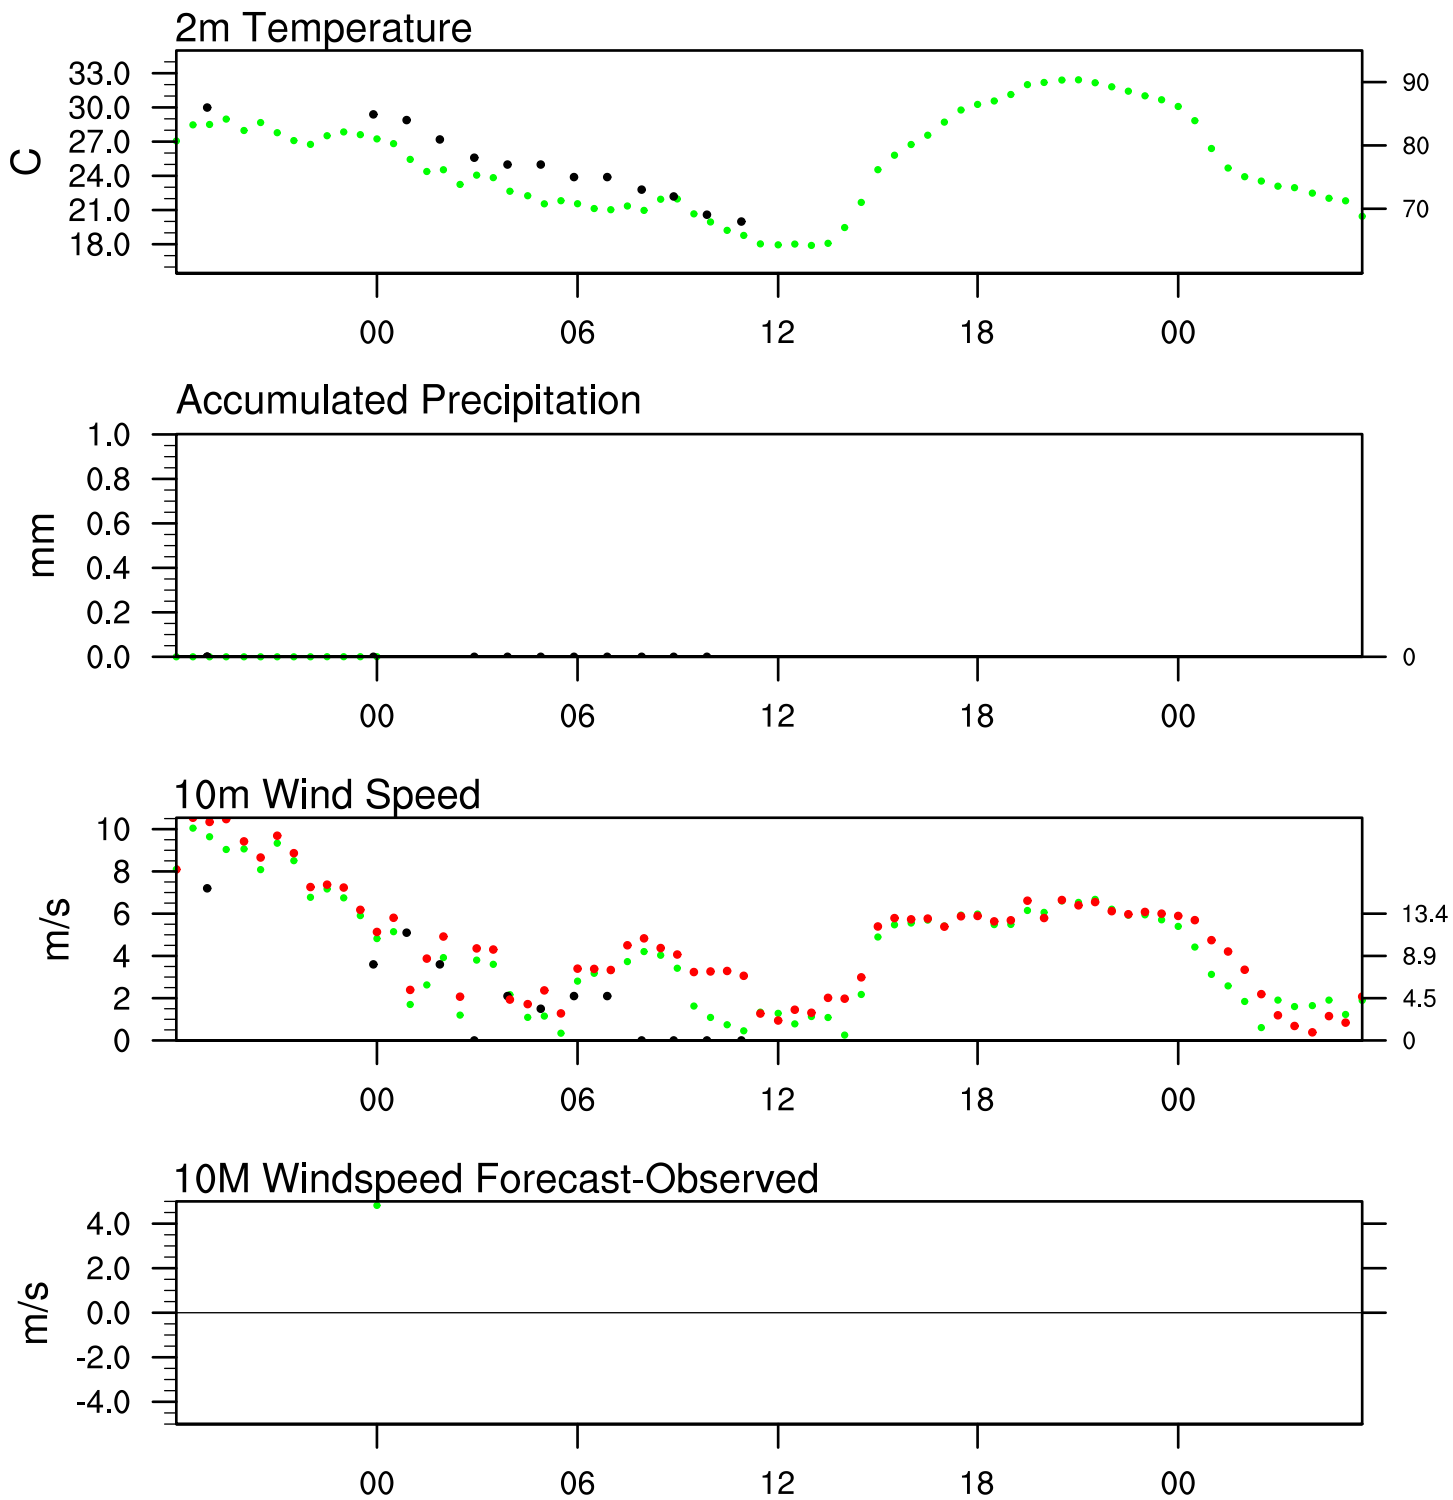 2m Temperature
33.0
30.0
27.0
24.0
21.0
18.0
C
90
80
70
00 06 12 18 00
Accumulated Precipitation
1.0
0.8
0.6
0.4
0.2
0.0
mm
0
00 06 12 18 00
10m Wind Speed
10
8
6
4
2
0
m/s
13.4
8.9
4.5
0
00 06 12 18 00
10M Windspeed Forecast-Observed
4.0
2.0
0.0
-2.0
-4.0
m/s
00 06 12 18 00